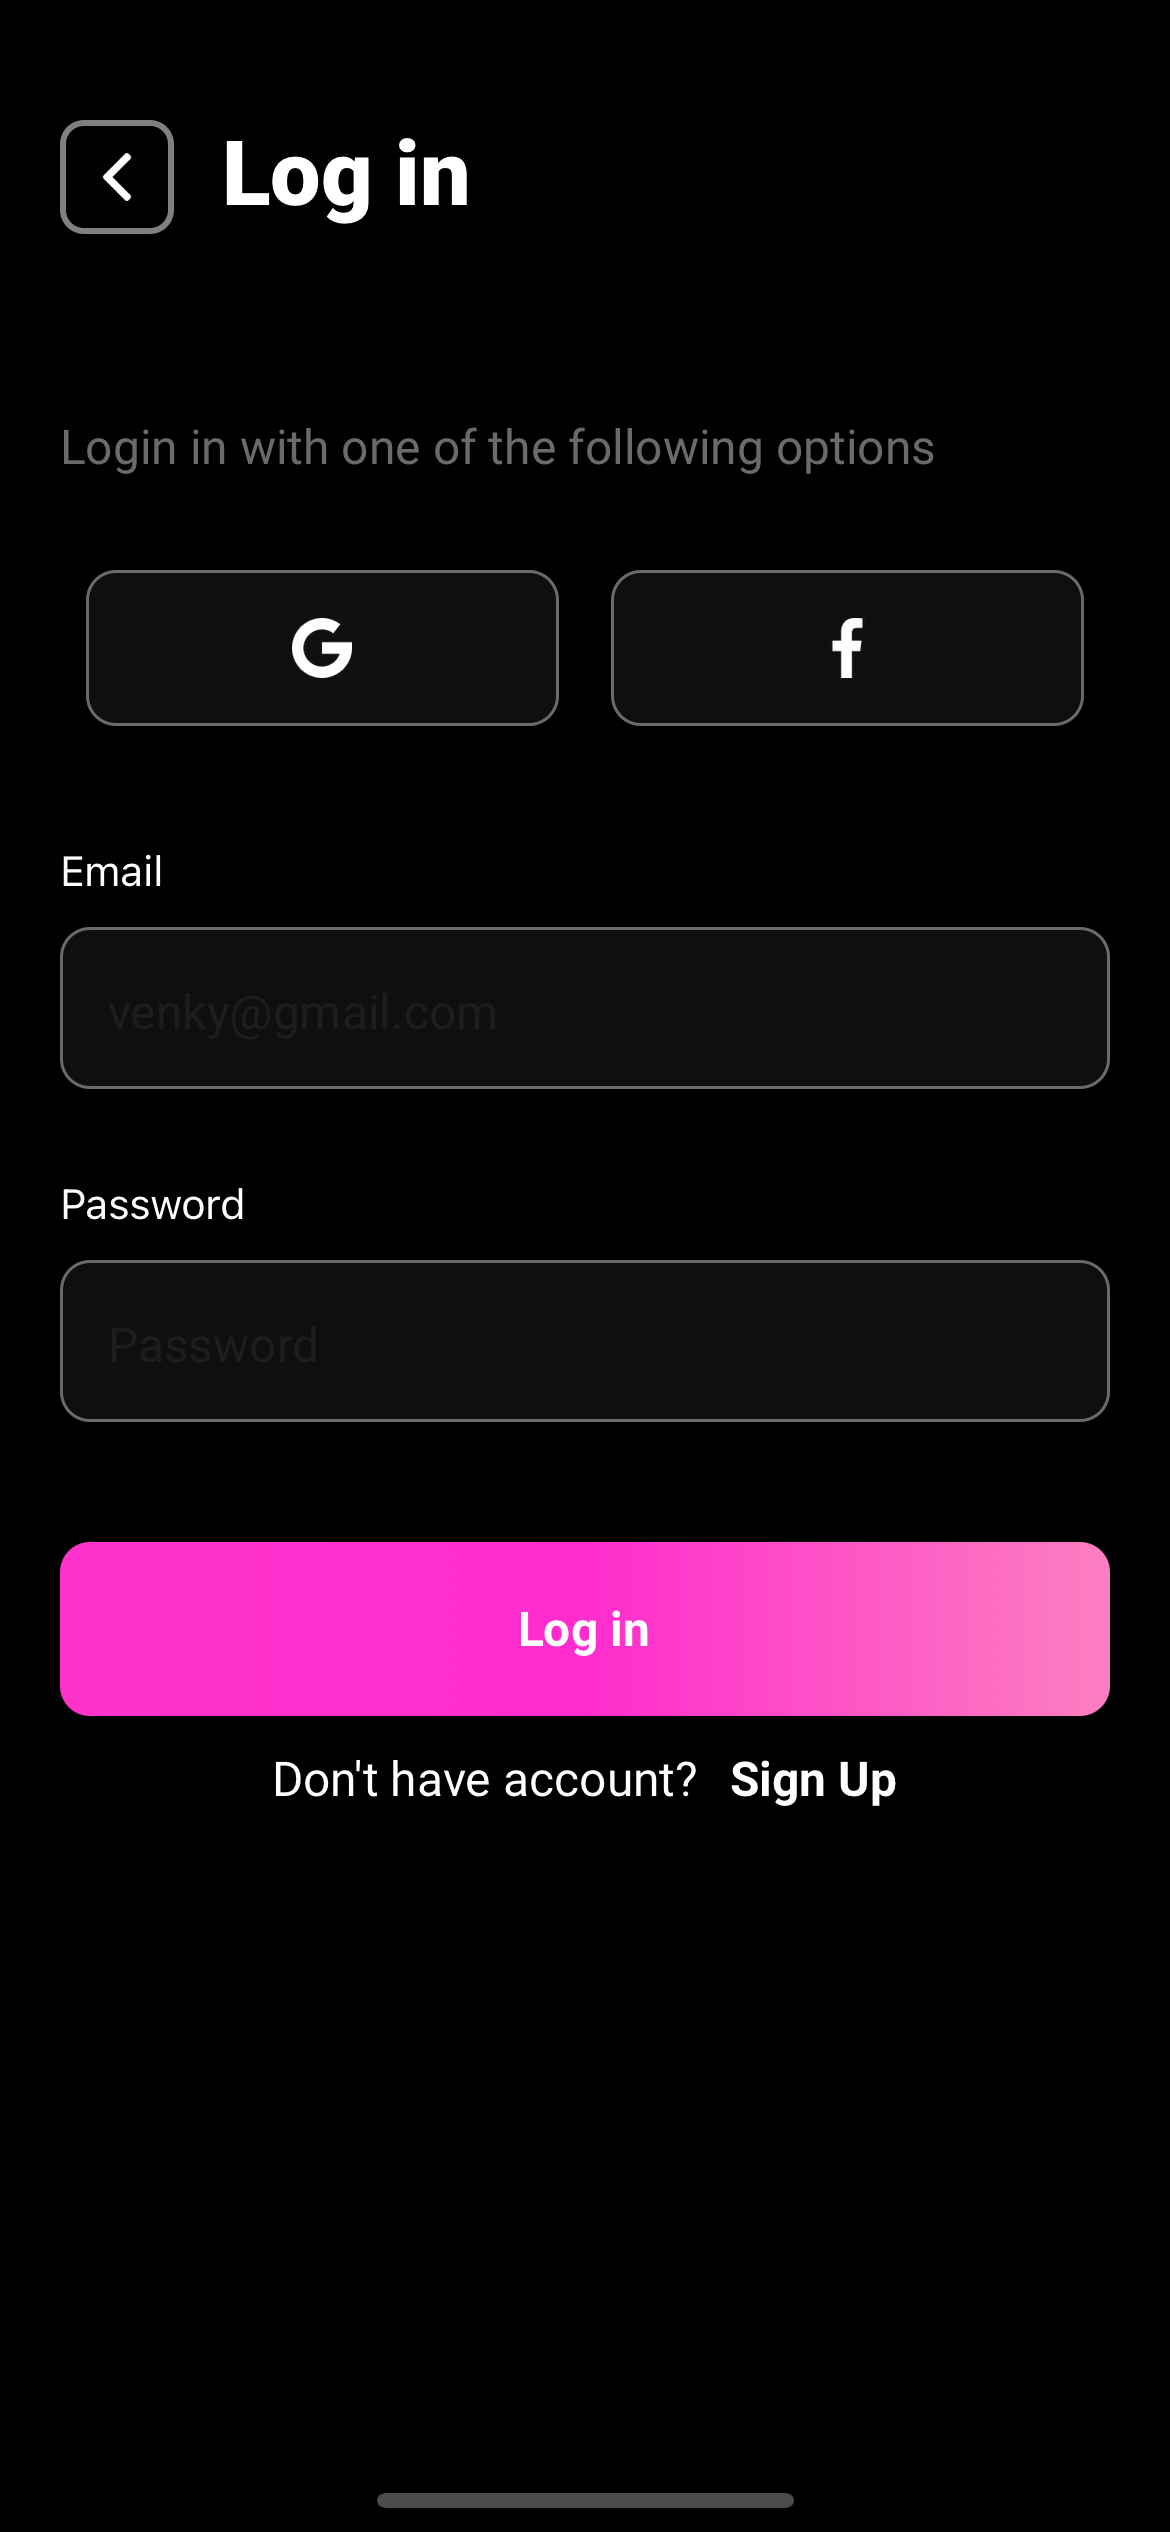 Log in
Login in with one of the following options
Email
venky@gmail.com
Password
Password
Log in
Don't have account? Sign Up